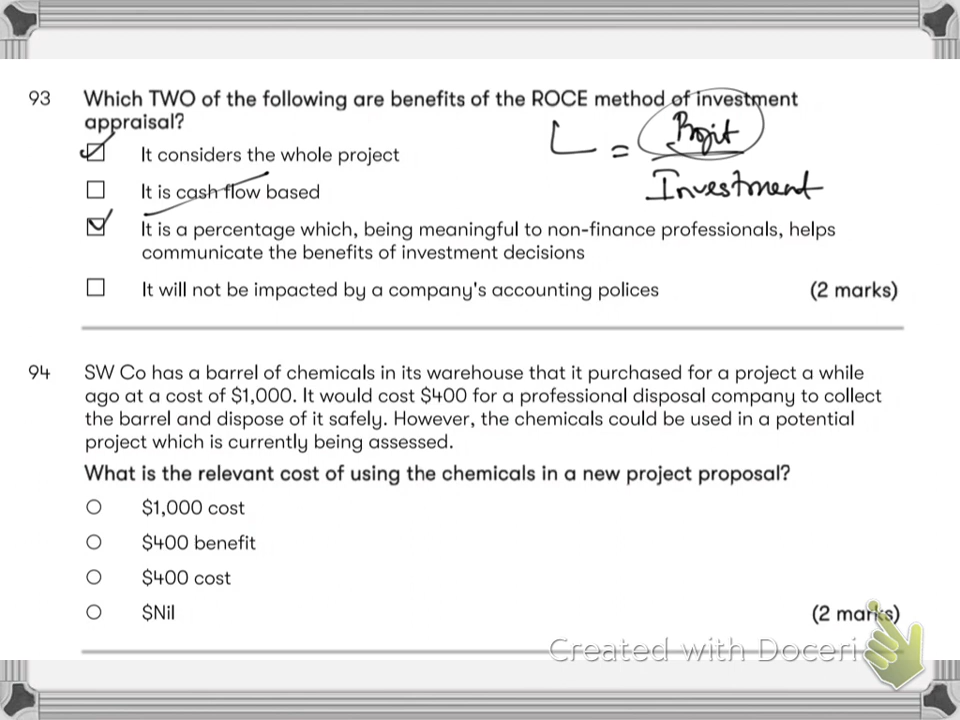 93 Which TWO of the following are benefits of the ROCE method of investment
appraisal?
It considers the whole project
= Profit
Investment
It is cash flow based
It is a percentage which, being meaningful to non-finance professionals, helps
communicate the benefits of investment decisions
It will not be impacted by a company's accounting polices (2 marks)
94 SW Co has a barrel of chemicals in its warehouse that it purchased for a project a while
ago at a cost of $1,000. It would cost $400 for a professional disposal company to collect
the barrel and dispose of it safely. However, the chemicals could be used in a potential
project which is currently being assessed.
What is the relevant cost of using the chemicals in a new project proposal?
$1,000 cost
$400 benefit
$400 cost
$Nil (2 marks)
Created with Doceri